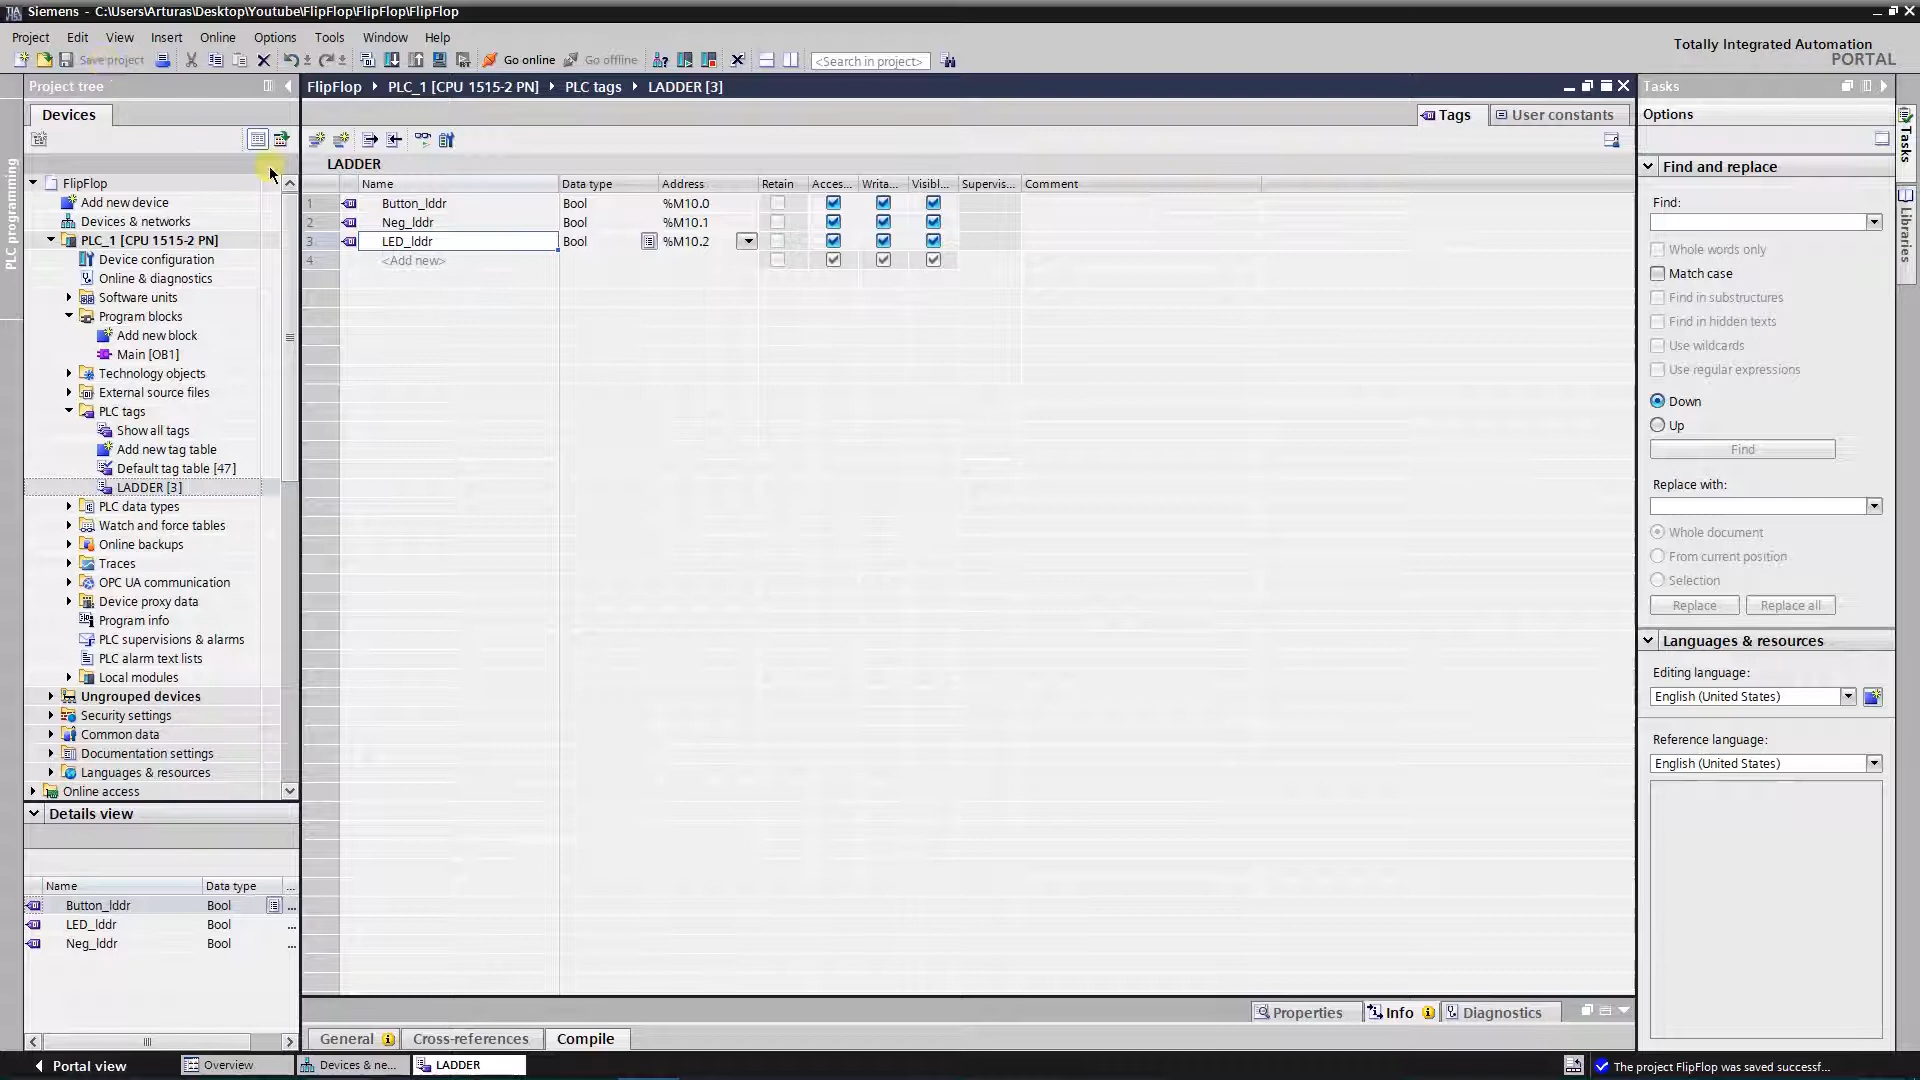 Siemens - C:\Users\Arturas\Desktop\Youtube\FlipFlop\FlipFlop\FlipFlop
Project Edit View Insert Online Options Tools Window Help
Totally Integrated Automation
PORTAL
Save project Go online Go offline <Search in project>
Project tree
FlipFlop PLC_1 [CPU 1515-2 PN] PLC tags LADDER [3]
Tasks
Devices
Tags User constants
Options
PLC programming
Tasks
Libraries
LADDER
Name Data type Address Retain Acces... Writa... Visibl... Supervis... Comment
1 Button_lddr Bool %M10.0
2 Neg_lddr Bool %M10.1
3 LED_lddr Bool %M10.2
4 <Add new>
FlipFlop
Add new device
Devices & networks
PLC_1 [CPU 1515-2 PN]
Device configuration
Online & diagnostics
Software units
Program blocks
Add new block
Main [OB1]
Technology objects
External source files
PLC tags
Show all tags
Add new tag table
Default tag table [47]
LADDER [3]
PLC data types
Watch and force tables
Online backups
Traces
OPC UA communication
Device proxy data
Program info
PLC supervisions & alarms
PLC alarm text lists
Local modules
Ungrouped devices
Security settings
Common data
Documentation settings
Languages & resources
Online access
Details view
Name Data type ...
Button_lddr Bool ...
LED_lddr Bool ...
Neg_lddr Bool ...
Find and replace
Find:
Whole words only
Match case
Find in substructures
Find in hidden texts
Use wildcards
Use regular expressions
Down
Up
Find
Replace with:
Whole document
From current position
Selection
Replace Replace all
Languages & resources
Editing language:
English (United States)
Reference language:
English (United States)
Properties Info Diagnostics
General Cross-references Compile
Portal view Overview Devices & ne... LADDER
The project FlipFlop was saved successf...